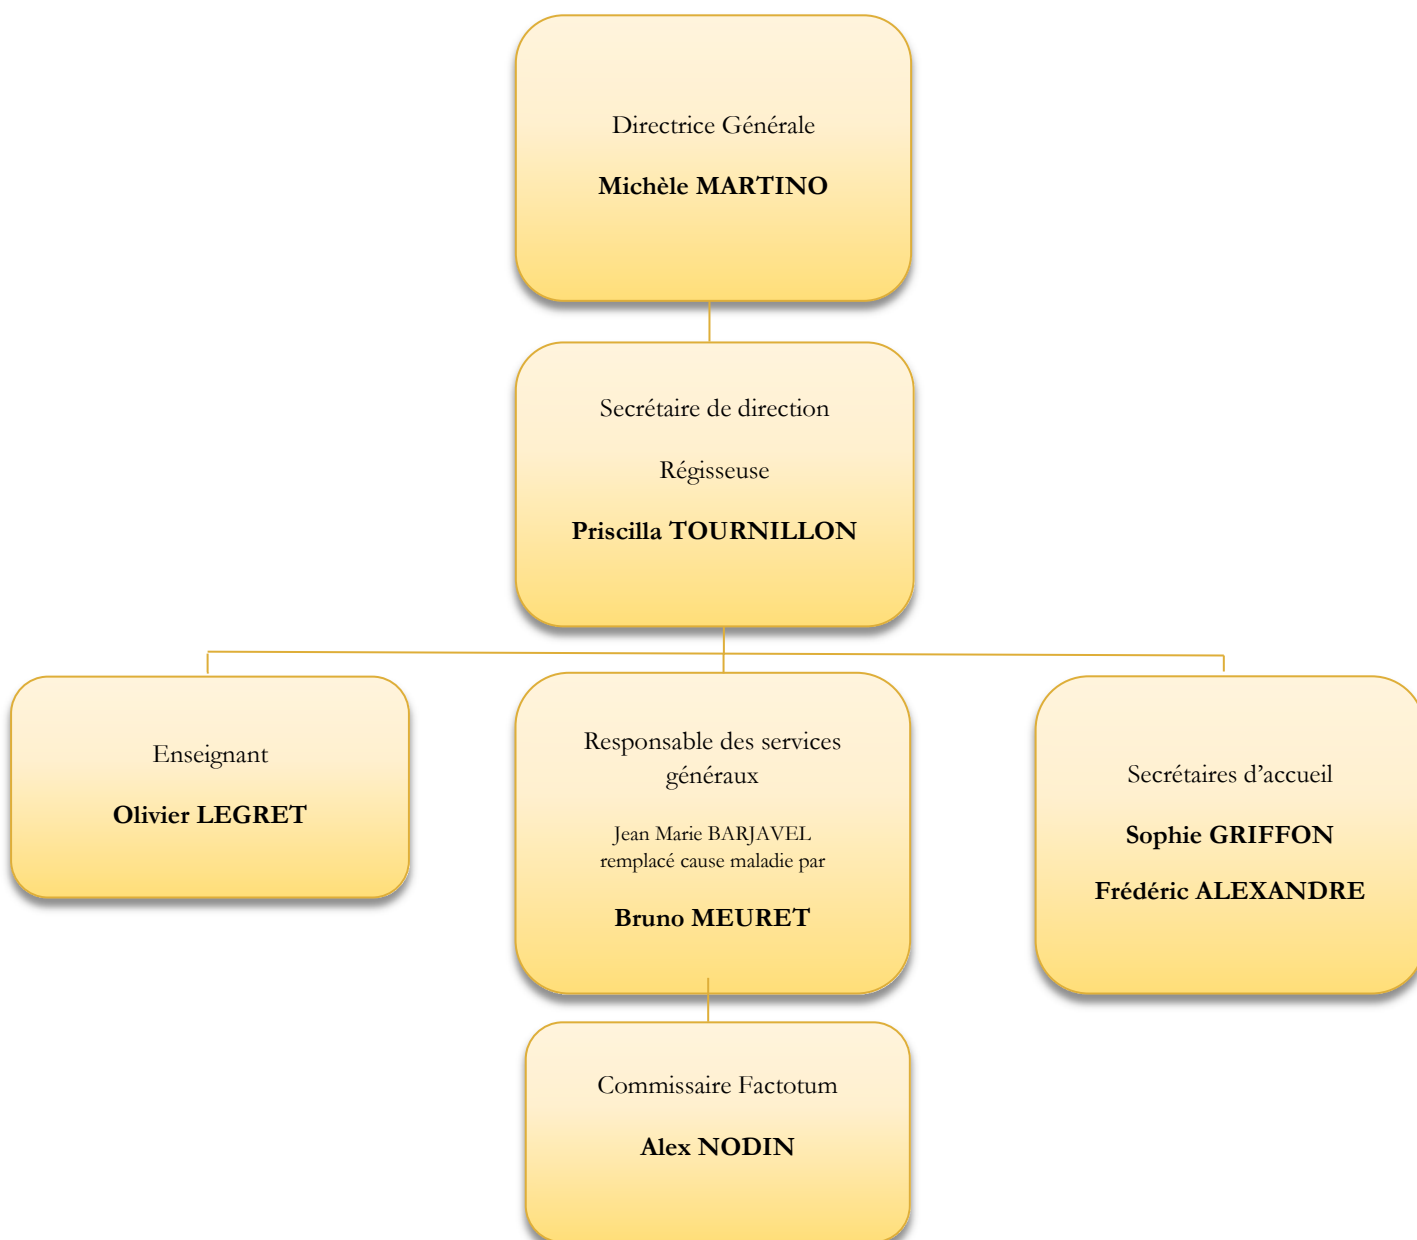 Directrice Générale
Michèle MARTINO
Secrétaire de direction
Régisseuse
Priscilla TOURNILLON
Enseignant
Olivier LEGRET
Responsable des services
généraux
Jean Marie BARJAVEL
remplacé cause maladie par
Bruno MEURET
Secrétaires d’accueil
Sophie GRIFFON
Frédéric ALEXANDRE
Commissaire Factotum
Alex NODIN